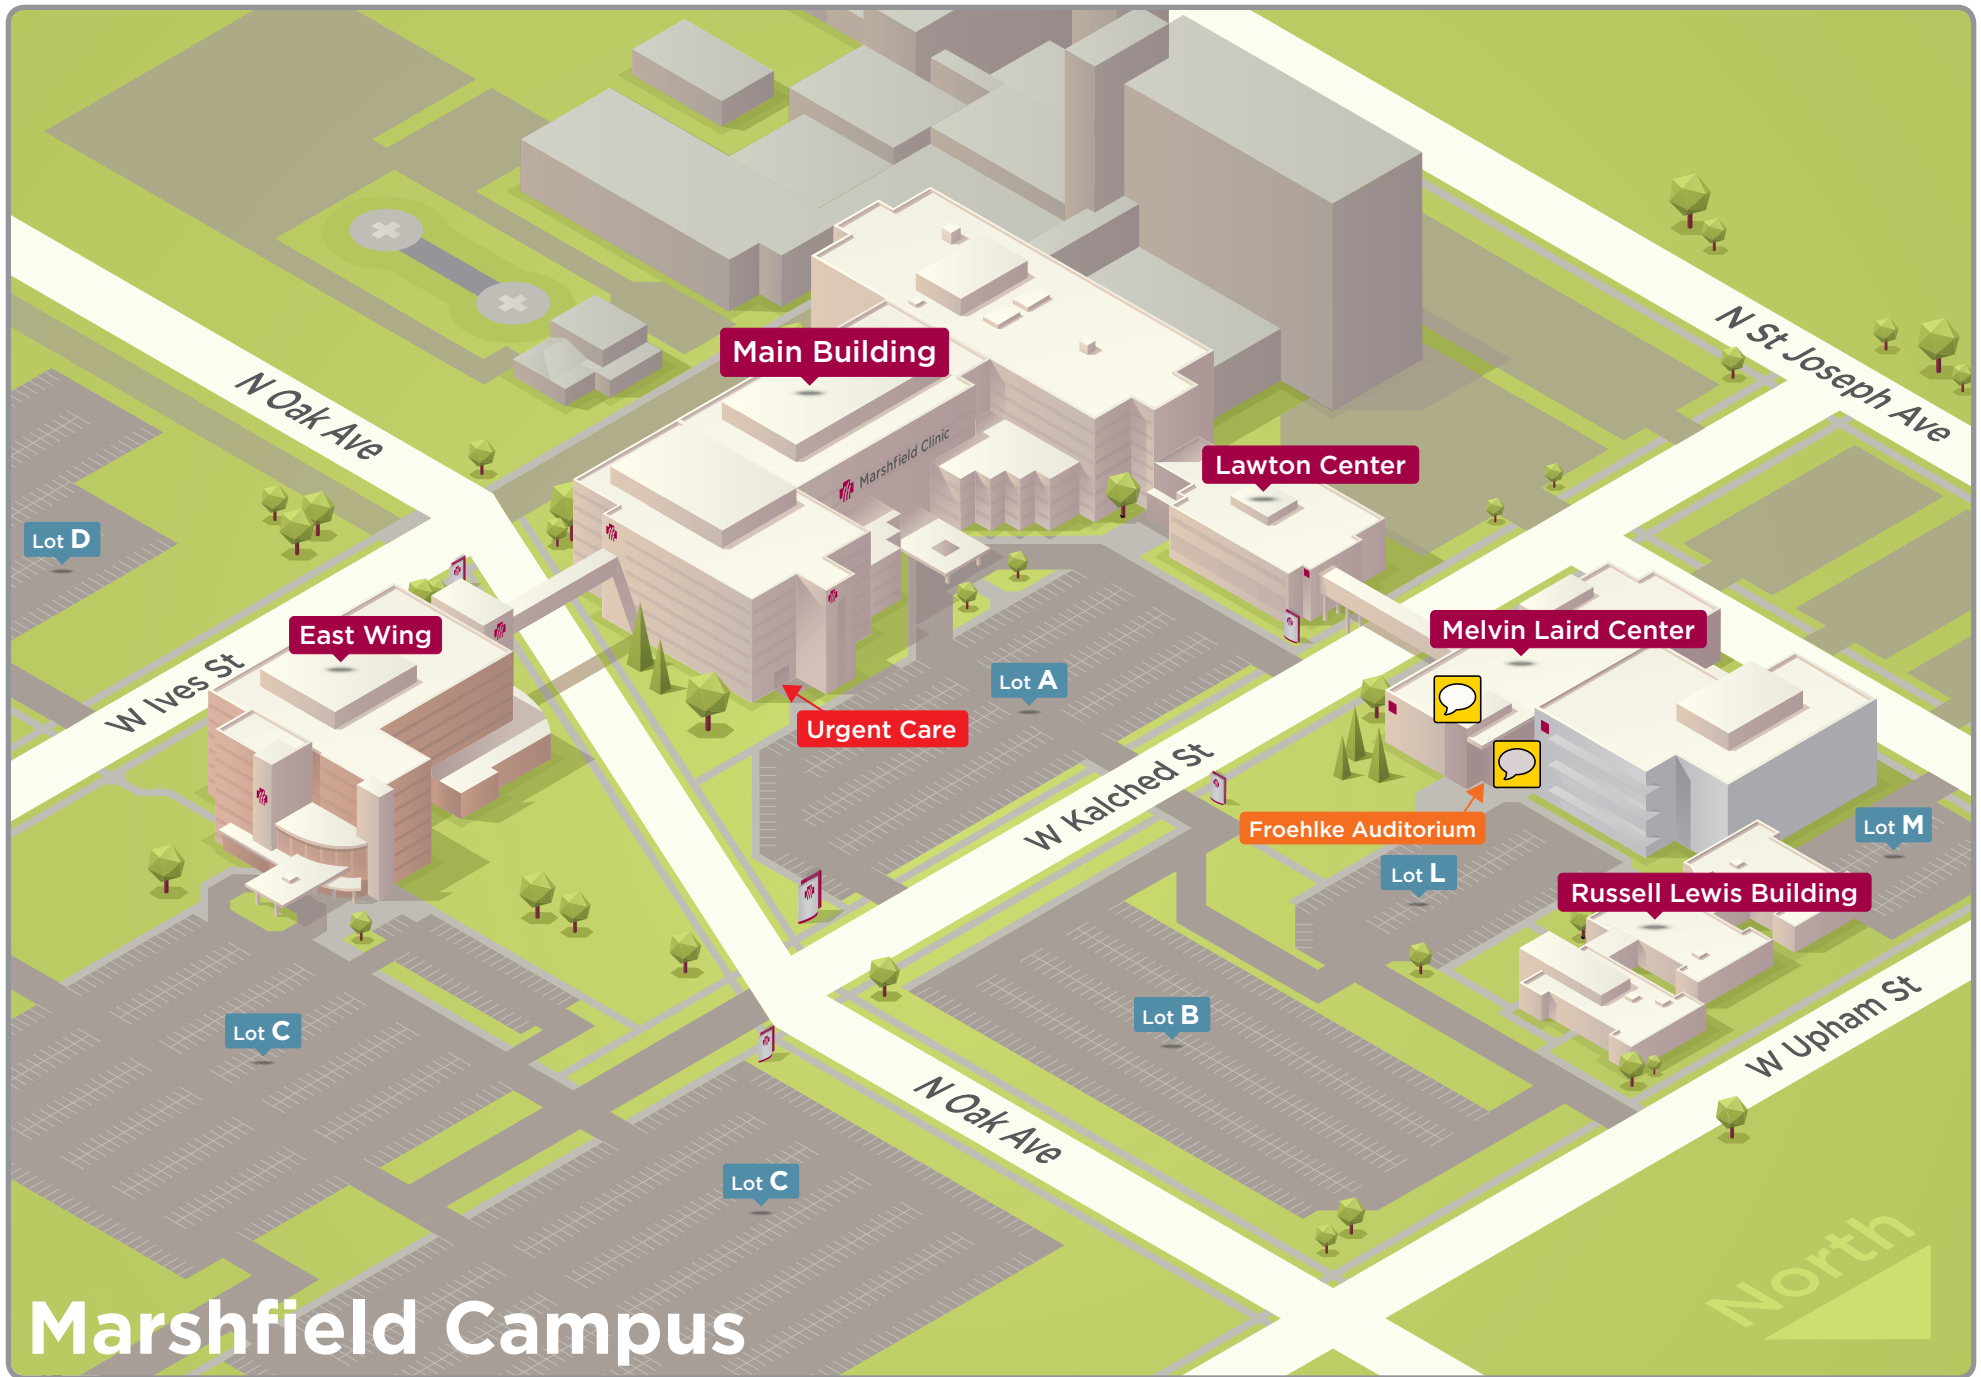 N St Joseph Ave
Main Building
N Oak Ave
Marshfield Clinic
Lawton Center
Lot D
East Wing
Melvin Laird Center
W Ives St
Lot A
Urgent Care
W Kalched St
Froehlke Auditorium
Lot M
Lot L
Russell Lewis Building
Lot C
Lot B
W Upham St
N Oak Ave
Lot C
North
Marshfield Campus